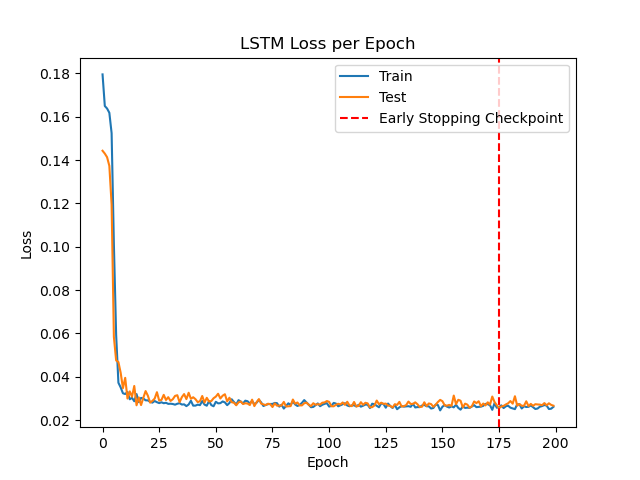 LSTM Loss per Epoch
Train
Test
Early Stopping Checkpoint
Loss
0.18
0.16
0.14
0.12
0.10
0.08
0.06
0.04
0.02
0 25 50 75 100 125 150 175 200
Epoch